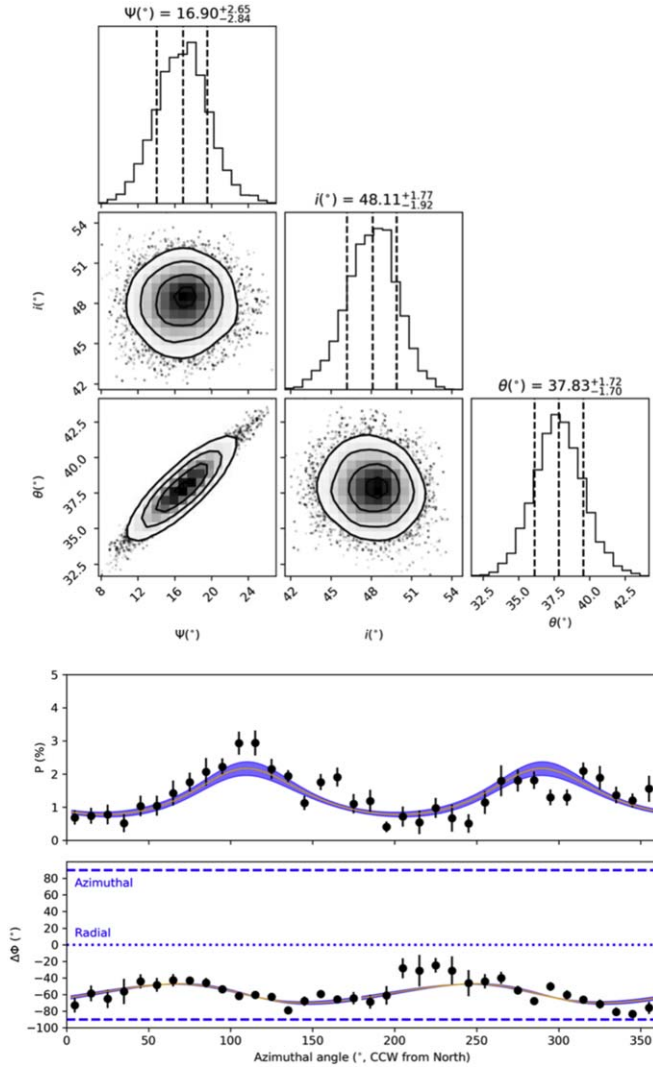 Ψ(°) = 16.90+2.65−2.84
i(°) = 48.11+1.77−1.92
54
51
48
45
42
i(°)
θ(°) = 37.83+1.72−1.70
42.5
40.0
37.5
35.0
32.5
θ(°)
8 12 16 20 24
Ψ(°)
42 45 48 51 54
i(°)
32.5 35.0 37.5 40.0 42.5
θ(°)
5
4
3
2
1
0
P (%)
80
60
40
20
0
−20
−40
−60
−80
−100
ΔΦ (°)
Azimuthal
Radial
0 50 100 150 200 250 300 350
Azimuthal angle (°, CCW from North)